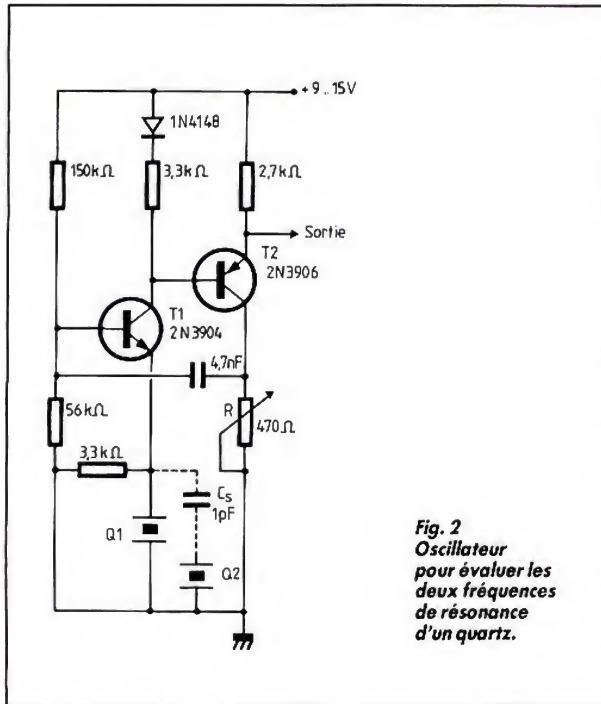 +9..15V
1N4148
150kΩ
3,3kΩ
2,7kΩ
Sortie
T2
2N3906
T1
2N3904
4,7nF
56kΩ
R
470Ω
3,3kΩ
Cs
1pF
Q1
Q2
Fig. 2
Oscillateur
pour évaluer les
deux fréquences
de résonance
d'un quartz.